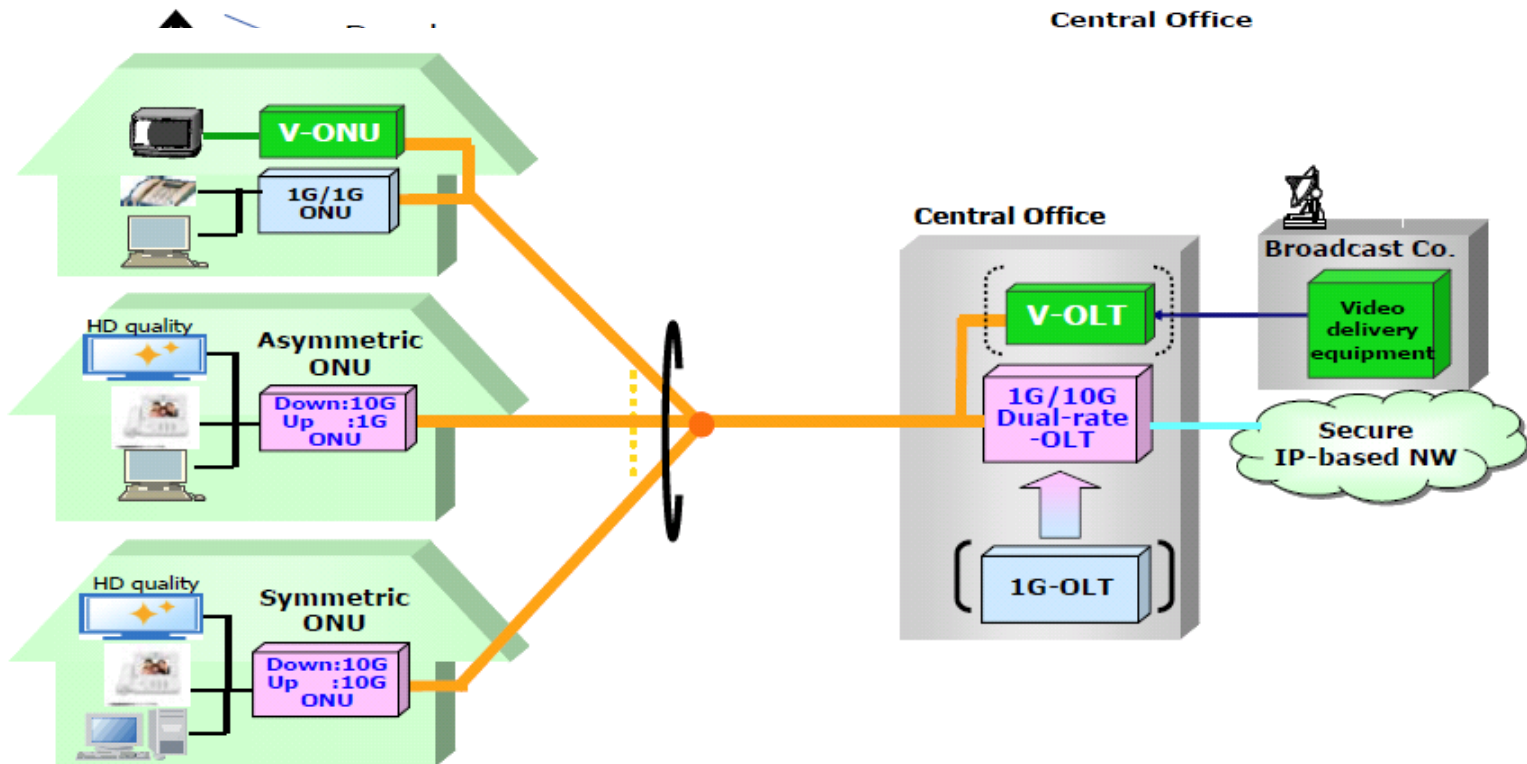 Central Office
V-ONU
1G/1G
ONU
HD quality
Asymmetric
ONU
Down:10G
Up :1G
ONU
HD quality
Symmetric
ONU
Down:10G
Up :10G
ONU
Central Office
V-OLT
1G/10G
Dual-rate
-OLT
1G-OLT
Broadcast Co.
Video
delivery
equipment
Secure
IP-based NW